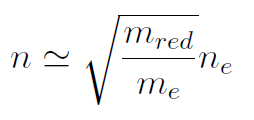 n ≃ √(m_red / m_e) n_e